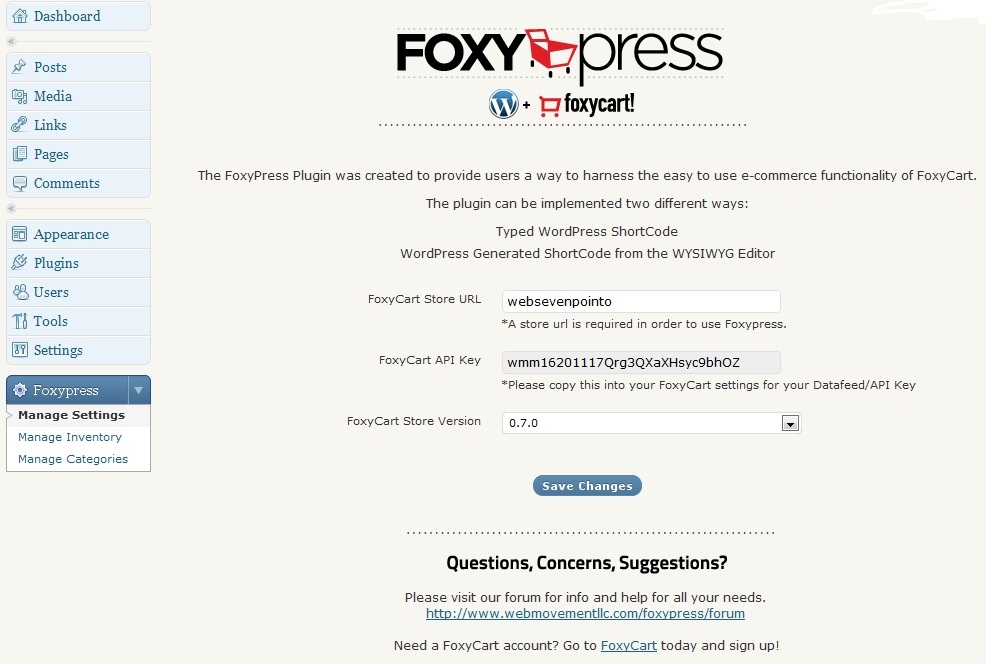 Dashboard
Posts
Media
Links
Pages
Comments
Appearance
Plugins
Users
Tools
Settings
Foxypress
Manage Settings
Manage Inventory
Manage Categories
FOXYpress
+ foxycart!
The FoxyPress Plugin was created to provide users a way to harness the easy to use e-commerce functionality of FoxyCart.
The plugin can be implemented two different ways:
Typed WordPress ShortCode
WordPress Generated ShortCode from the WYSIWYG Editor
FoxyCart Store URL websevenpointo
*A store url is required in order to use Foxypress.
FoxyCart API Key wmm16201117Qrg3QXaXHsyc9bhOZ
*Please copy this into your FoxyCart settings for your Datafeed/API Key
FoxyCart Store Version 0.7.0
Save Changes
Questions, Concerns, Suggestions?
Please visit our forum for info and help for all your needs.
http://www.webmovementllc.com/foxypress/forum
Need a FoxyCart account? Go to FoxyCart today and sign up!